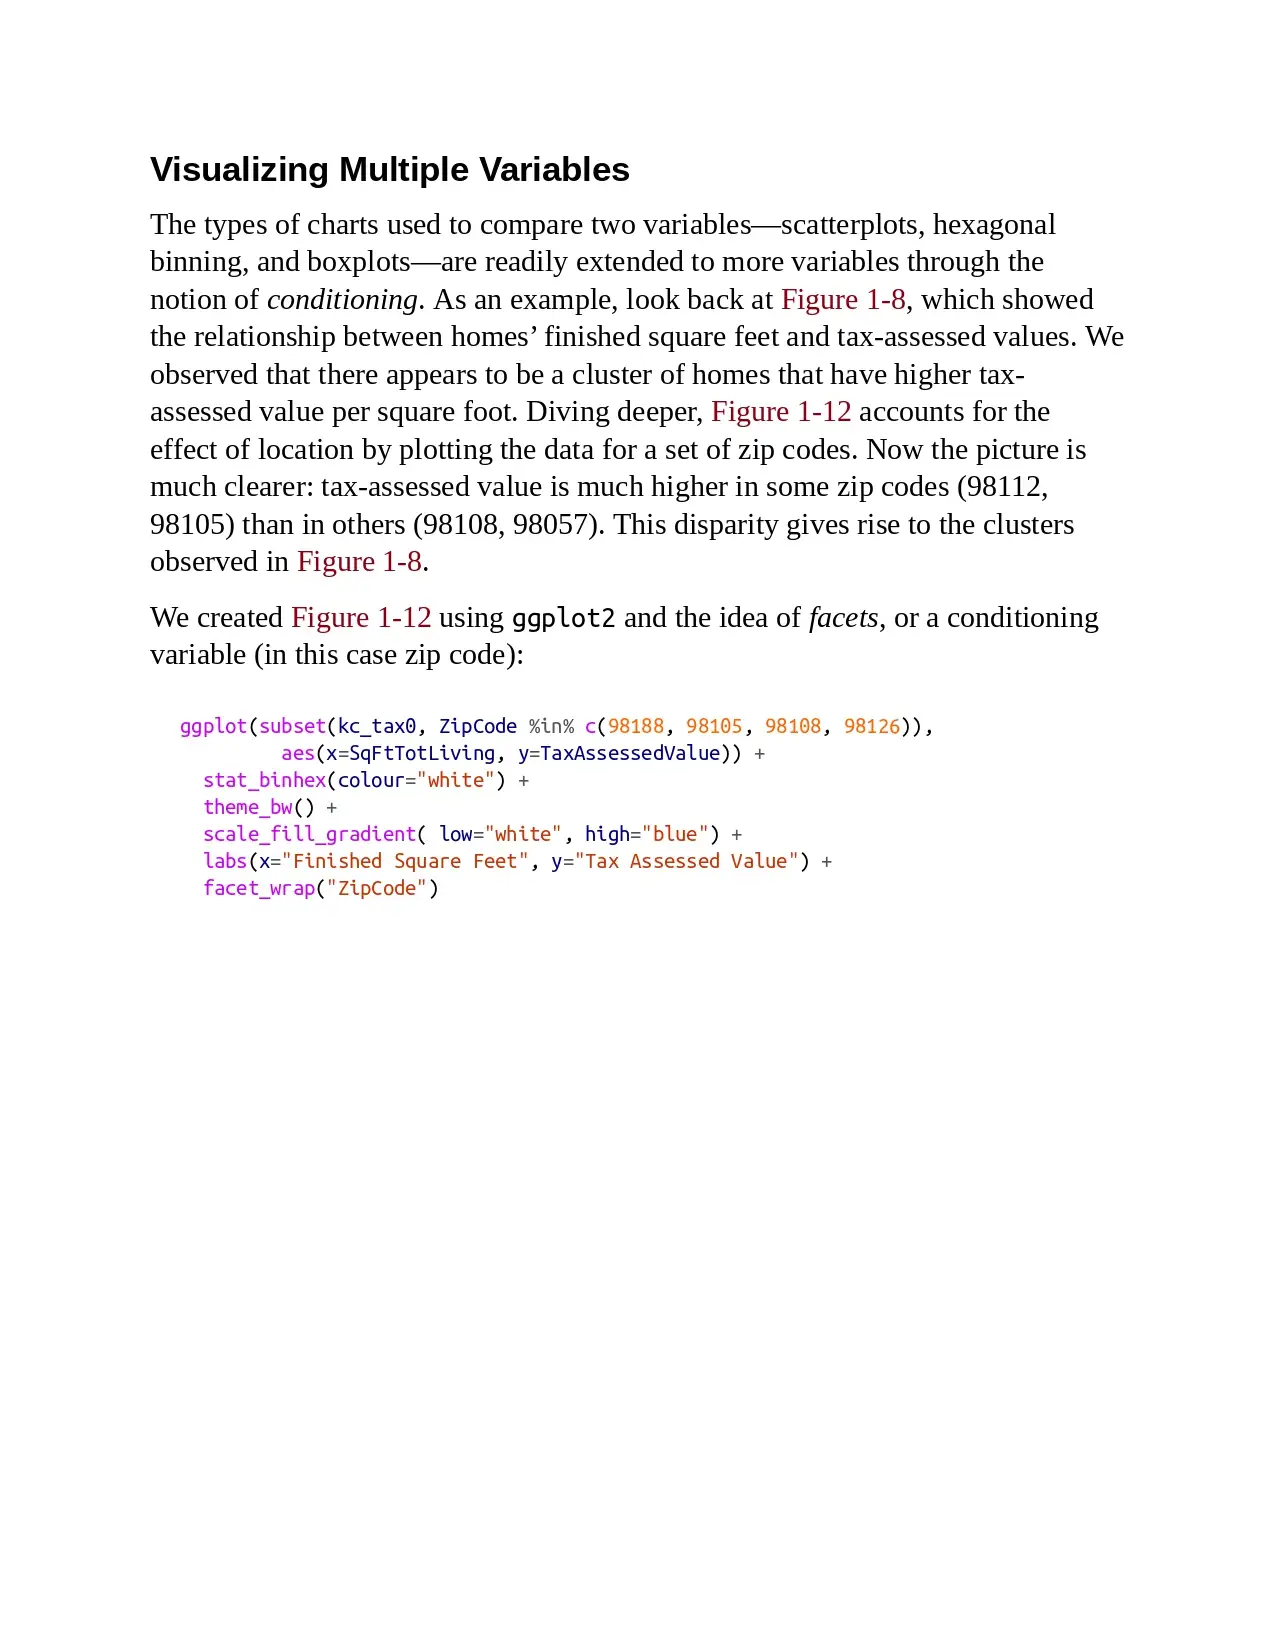 Visualizing Multiple Variables
The types of charts used to compare two variables—scatterplots, hexagonal
binning, and boxplots—are readily extended to more variables through the
notion of conditioning. As an example, look back at Figure 1-8, which showed
the relationship between homes’ finished square feet and tax-assessed values. We
observed that there appears to be a cluster of homes that have higher tax-
assessed value per square foot. Diving deeper, Figure 1-12 accounts for the
effect of location by plotting the data for a set of zip codes. Now the picture is
much clearer: tax-assessed value is much higher in some zip codes (98112,
98105) than in others (98108, 98057). This disparity gives rise to the clusters
observed in Figure 1-8.
We created Figure 1-12 using ggplot2 and the idea of facets, or a conditioning
variable (in this case zip code):
ggplot(subset(kc_tax0, ZipCode %in% c(98188, 98105, 98108, 98126)),
         aes(x=SqFtTotLiving, y=TaxAssessedValue)) +
  stat_binhex(colour="white") +
  theme_bw() +
  scale_fill_gradient( low="white", high="blue") +
  labs(x="Finished Square Feet", y="Tax Assessed Value") +
  facet_wrap("ZipCode")